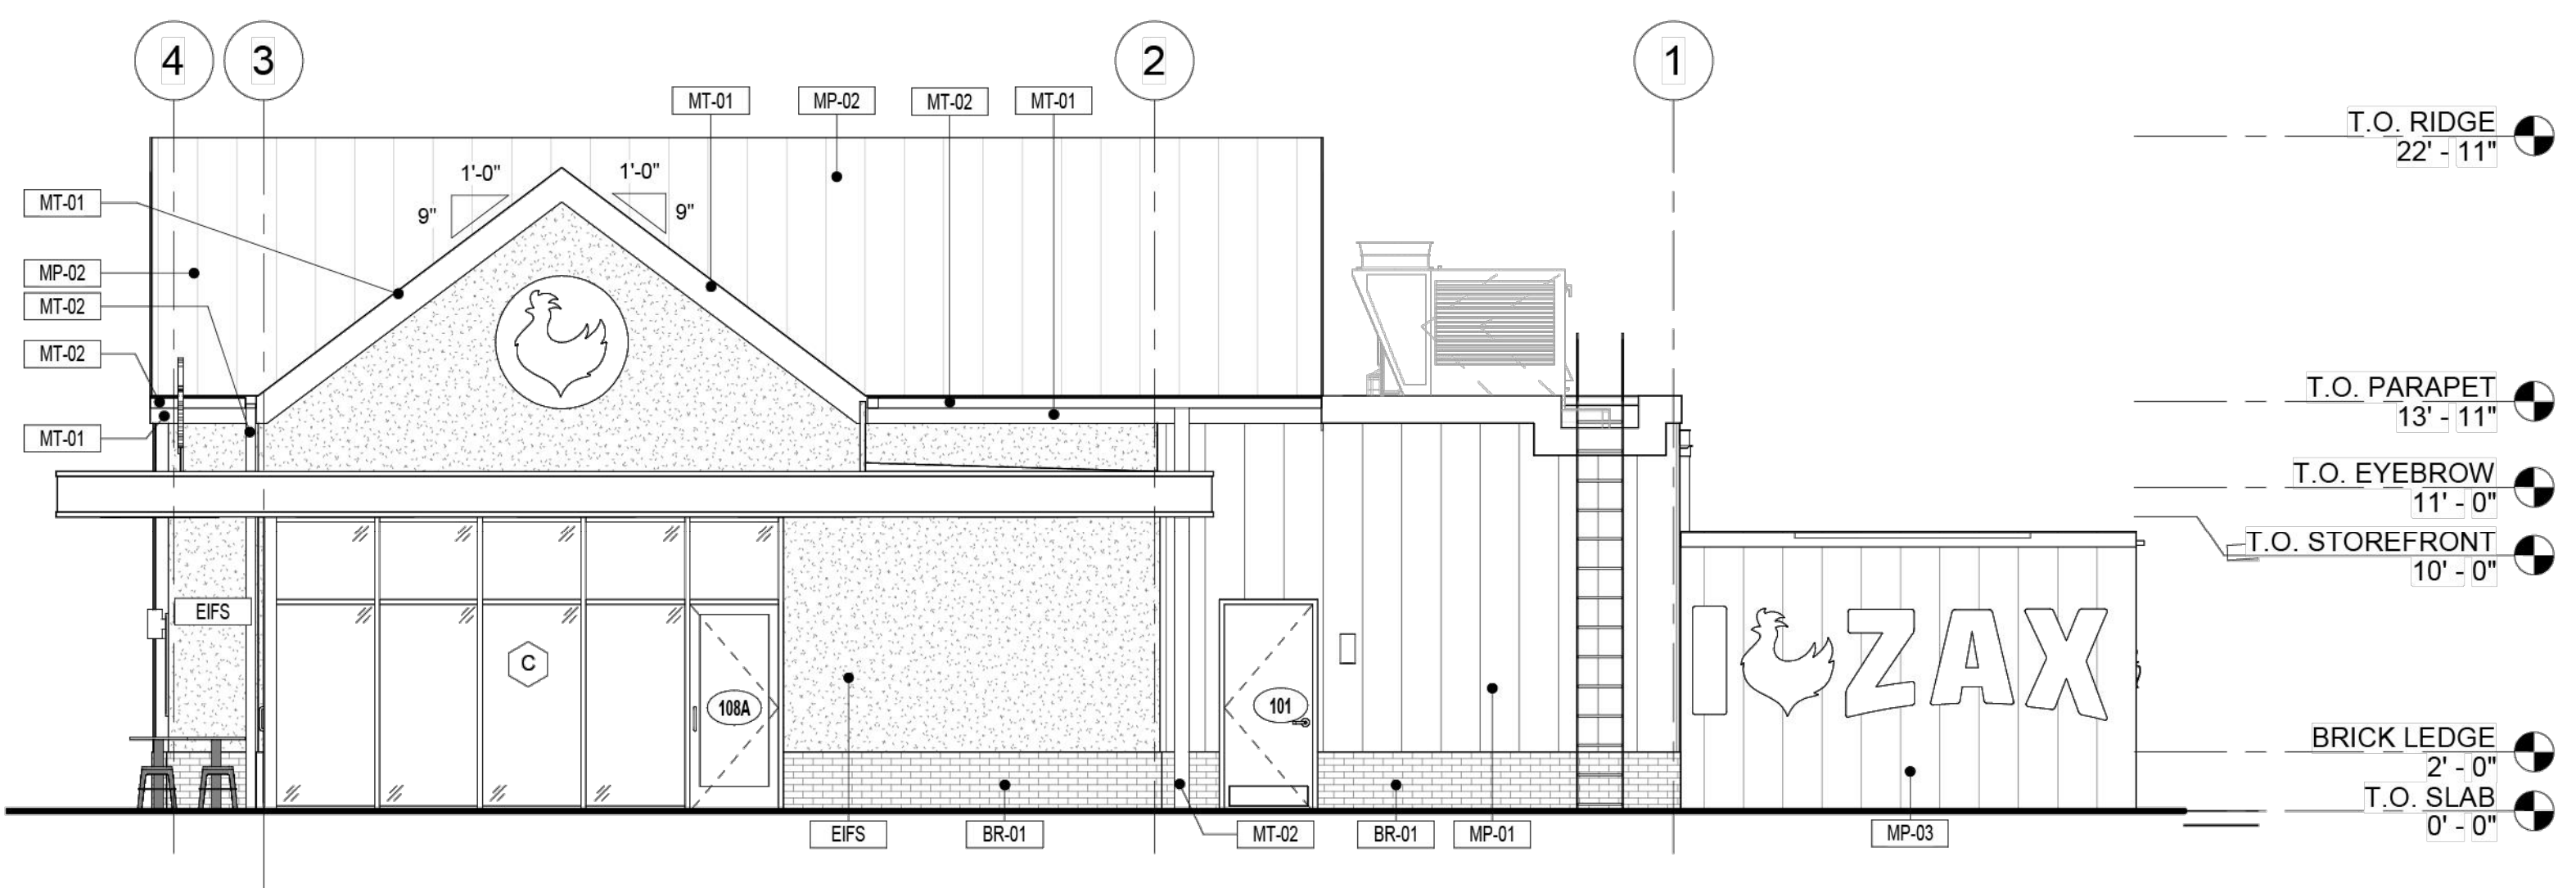 4
3
2
1
MT-01
MP-02
MT-02
MT-01
T.O. RIDGE
22' - 11"
1'-0"
1'-0"
9"
9"
MT-01
MP-02
MT-02
MT-02
MT-01
T.O. PARAPET
13' - 11"
T.O. EYEBROW
11' - 0"
T.O. STOREFRONT
10' - 0"
EIFS
C
108A
101
I ZAX
BRICK LEDGE
2' - 0"
T.O. SLAB
0' - 0"
EIFS
BR-01
MT-02
BR-01
MP-01
MP-03